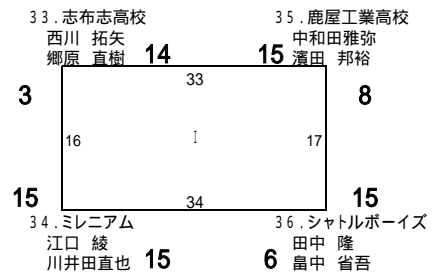 33.志布志高校 35.鹿屋工業高校
西川 拓矢 中和田雅弥
郷原 直樹 14 15 濱田 邦裕
33
3 8
16 I 17
15 34 15
34.ミレニアム 36.シャトルボーイズ
江口 綾 田中 隆
川井田直也 15 6 畠中 省吾